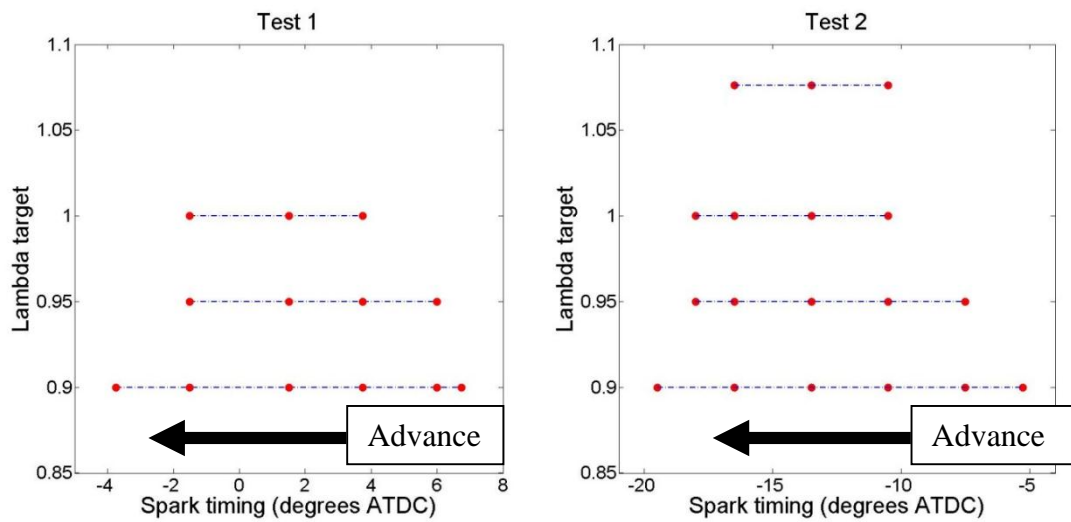 Test 1
1.1
1.05
1
0.95
0.9
0.85
Lambda target
Advance
-4 -2 0 2 4 6 8
Spark timing (degrees ATDC)
Test 2
1.1
1.05
1
0.95
0.9
0.85
Lambda target
Advance
-20 -15 -10 -5
Spark timing (degrees ATDC)